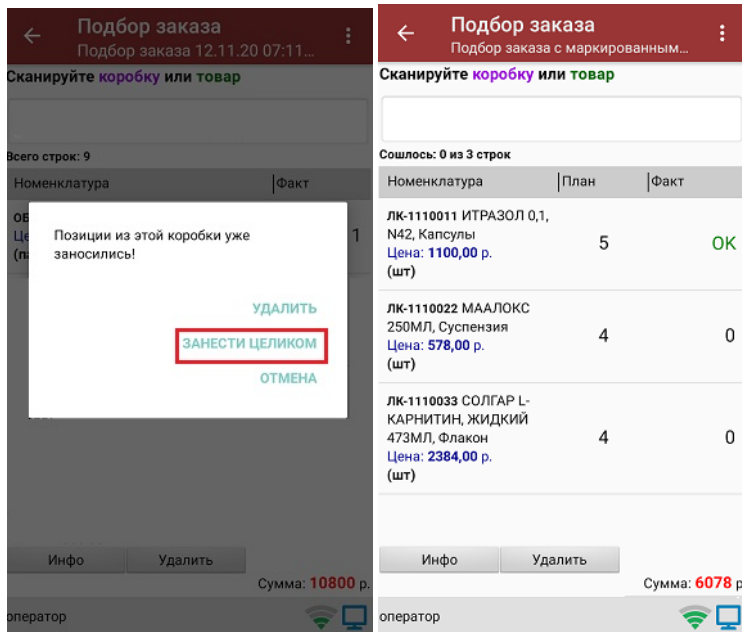 Подбор заказа
Подбор заказа 12.11.20 07:11...
Сканируйте коробку или товар
Всего строк: 9
Номенклатура Факт
ОБ
Це 1
(па
Позиции из этой коробки уже
заносились!
УДАЛИТЬ
ЗАНЕСТИ ЦЕЛИКОМ
ОТМЕНА
Инфо Удалить
Сумма: 10800 р.
оператор
Подбор заказа
Подбор заказа с маркированным...
Сканируйте коробку или товар
Сошлось: 0 из 3 строк
Номенклатура План Факт
ЛК-1110011 ИТРАЗОЛ 0,1,
N42, Капсулы
Цена: 1100,00 р.
(шт)
5 OK
ЛК-1110022 МААЛОКС
250МЛ, Суспензия
Цена: 578,00 р.
(шт)
4 0
ЛК-1110033 СОЛГАР L-
КАРНИТИН, ЖИДКИЙ
473МЛ, Флакон
Цена: 2384,00 р.
(шт)
4 0
Инфо Удалить
Сумма: 6078 р
оператор